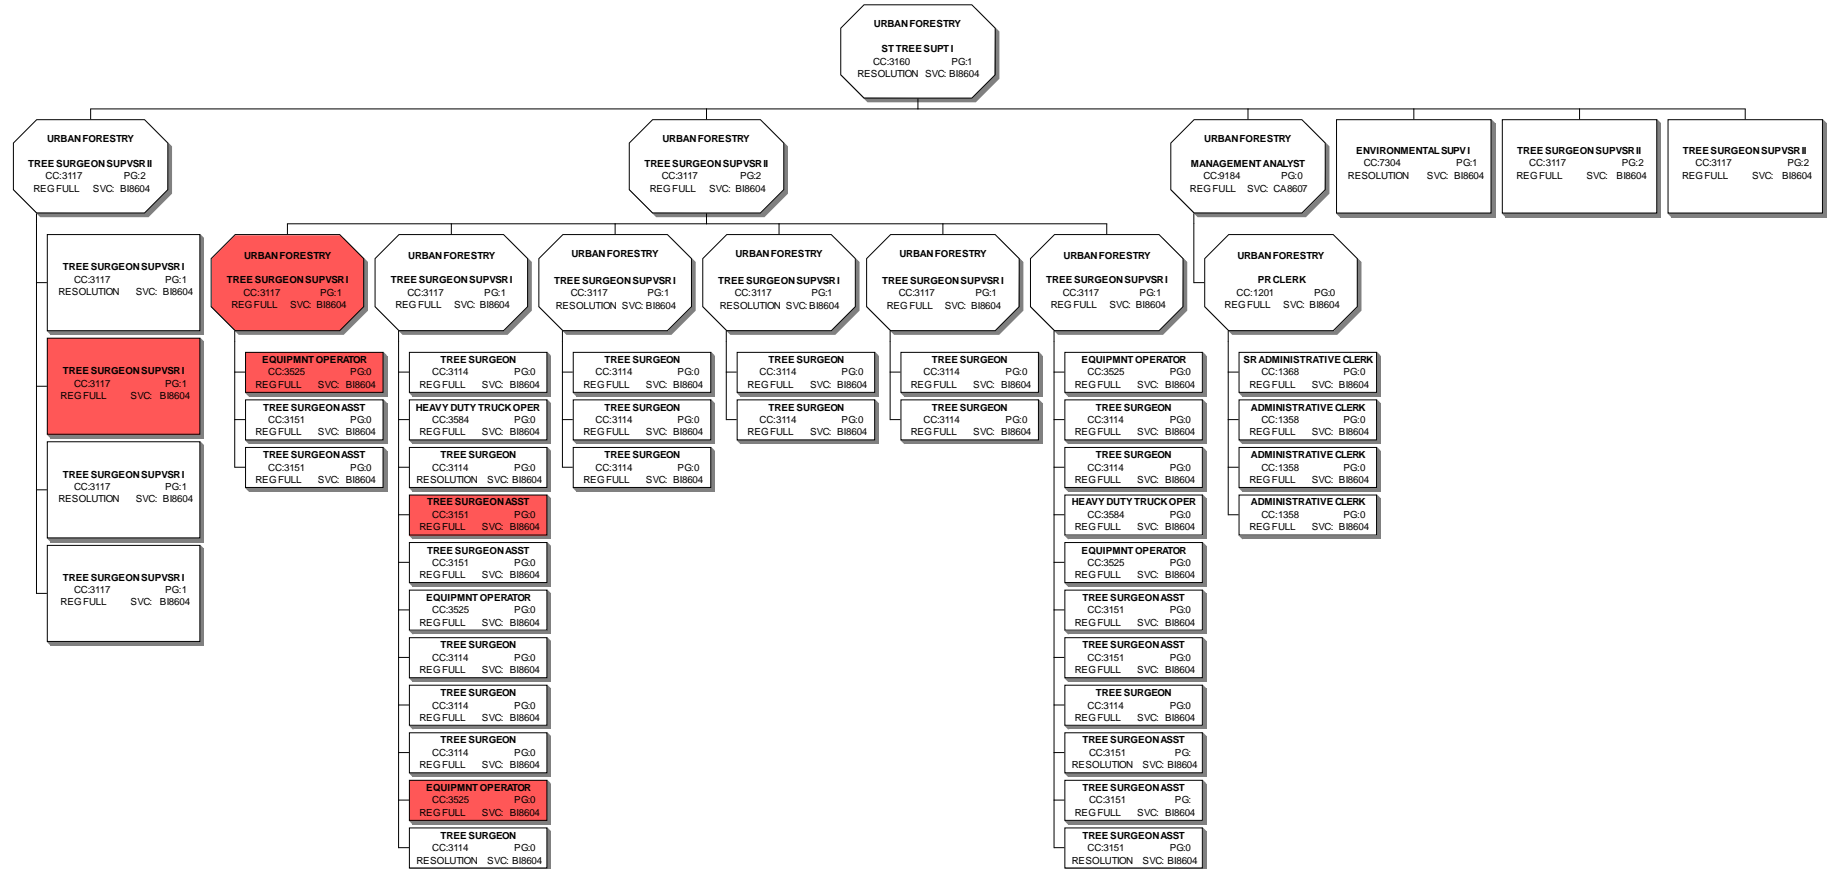 URBAN FORESTRY
ST TREE SUPT I
CC:3160 PG:1
RESOLUTION SVC: BI8604
URBAN FORESTRY
TREE SURGEON SUPVSR II
CC:3117 PG:2
REG FULL SVC: BI8604
URBAN FORESTRY
TREE SURGEON SUPVSR II
CC:3117 PG:2
REG FULL SVC: BI8604
URBAN FORESTRY
MANAGEMENT ANALYST
CC:9184 PG:0
REG FULL SVC: CA8607
ENVIRONMENTAL SUPV I
CC:7304 PG:1
RESOLUTION SVC: BI8604
TREE SURGEON SUPVSR II
CC:3117 PG:2
REG FULL SVC: BI8604
TREE SURGEON SUPVSR II
CC:3117 PG:2
REG FULL SVC: BI8604
TREE SURGEON SUPVSR I
CC:3117 PG:1
RESOLUTION SVC: BI8604
TREE SURGEON SUPVSR I
CC:3117 PG:1
REG FULL SVC: BI8604
TREE SURGEON SUPVSR I
CC:3117 PG:1
RESOLUTION SVC: BI8604
TREE SURGEON SUPVSR I
CC:3117 PG:1
REG FULL SVC: BI8604
URBAN FORESTRY
TREE SURGEON SUPVSR I
CC:3117 PG:1
REG FULL SVC: BI8604
EQUIPMNT OPERATOR
CC:3525 PG:0
REG FULL SVC: BI8604
TREE SURGEON ASST
CC:3151 PG:0
REG FULL SVC: BI8604
TREE SURGEON ASST
CC:3151 PG:0
REG FULL SVC: BI8604
URBAN FORESTRY
TREE SURGEON SUPVSR I
CC:3117 PG:1
REG FULL SVC: BI8604
TREE SURGEON
CC:3114 PG:0
REG FULL SVC: BI8604
HEAVY DUTY TRUCK OPER
CC:3584 PG:0
REG FULL SVC: BI8604
TREE SURGEON
CC:3114 PG:0
RESOLUTION SVC: BI8604
TREE SURGEON ASST
CC:3151 PG:0
REG FULL SVC: BI8604
TREE SURGEON ASST
CC:3151 PG:0
REG FULL SVC: BI8604
EQUIPMNT OPERATOR
CC:3525 PG:0
REG FULL SVC: BI8604
TREE SURGEON
CC:3114 PG:0
REG FULL SVC: BI8604
TREE SURGEON
CC:3114 PG:0
REG FULL SVC: BI8604
TREE SURGEON
CC:3114 PG:0
REG FULL SVC: BI8604
EQUIPMNT OPERATOR
CC:3525 PG:0
REG FULL SVC: BI8604
TREE SURGEON
CC:3114 PG:0
RESOLUTION SVC: BI8604
URBAN FORESTRY
TREE SURGEON SUPVSR I
CC:3117 PG:1
RESOLUTION SVC: BI8604
TREE SURGEON
CC:3114 PG:0
REG FULL SVC: BI8604
TREE SURGEON
CC:3114 PG:0
REG FULL SVC: BI8604
TREE SURGEON
CC:3114 PG:0
REG FULL SVC: BI8604
URBAN FORESTRY
TREE SURGEON SUPVSR I
CC:3117 PG:1
RESOLUTION SVC: BI8604
TREE SURGEON
CC:3114 PG:0
REG FULL SVC: BI8604
TREE SURGEON
CC:3114 PG:0
REG FULL SVC: BI8604
URBAN FORESTRY
TREE SURGEON SUPVSR I
CC:3117 PG:1
REG FULL SVC: BI8604
TREE SURGEON
CC:3114 PG:0
REG FULL SVC: BI8604
TREE SURGEON
CC:3114 PG:0
REG FULL SVC: BI8604
URBAN FORESTRY
TREE SURGEON SUPVSR I
CC:3117 PG:1
REG FULL SVC: BI8604
EQUIPMNT OPERATOR
CC:3525 PG:0
REG FULL SVC: BI8604
TREE SURGEON
CC:3114 PG:0
REG FULL SVC: BI8604
TREE SURGEON
CC:3114 PG:0
REG FULL SVC: BI8604
HEAVY DUTY TRUCK OPER
CC:3584 PG:0
REG FULL SVC: BI8604
EQUIPMNT OPERATOR
CC:3525 PG:0
REG FULL SVC: BI8604
TREE SURGEON ASST
CC:3151 PG:0
REG FULL SVC: BI8604
TREE SURGEON ASST
CC:3151 PG:0
REG FULL SVC: BI8604
TREE SURGEON
CC:3114 PG:0
REG FULL SVC: BI8604
TREE SURGEON ASST
CC:3151 PG:
RESOLUTION SVC: BI8604
TREE SURGEON ASST
CC:3151 PG:
REG FULL SVC: BI8604
TREE SURGEON ASST
CC:3151 PG:0
RESOLUTION SVC: BI8604
URBAN FORESTRY
PR CLERK
CC:1201 PG:0
REG FULL SVC: BI8604
SR ADMINISTRATIVE CLERK
CC:1368 PG:0
REG FULL SVC: BI8604
ADMINISTRATIVE CLERK
CC:1358 PG:0
REG FULL SVC: BI8604
ADMINISTRATIVE CLERK
CC:1358 PG:0
REG FULL SVC: BI8604
ADMINISTRATIVE CLERK
CC:1358 PG:0
REG FULL SVC: BI8604